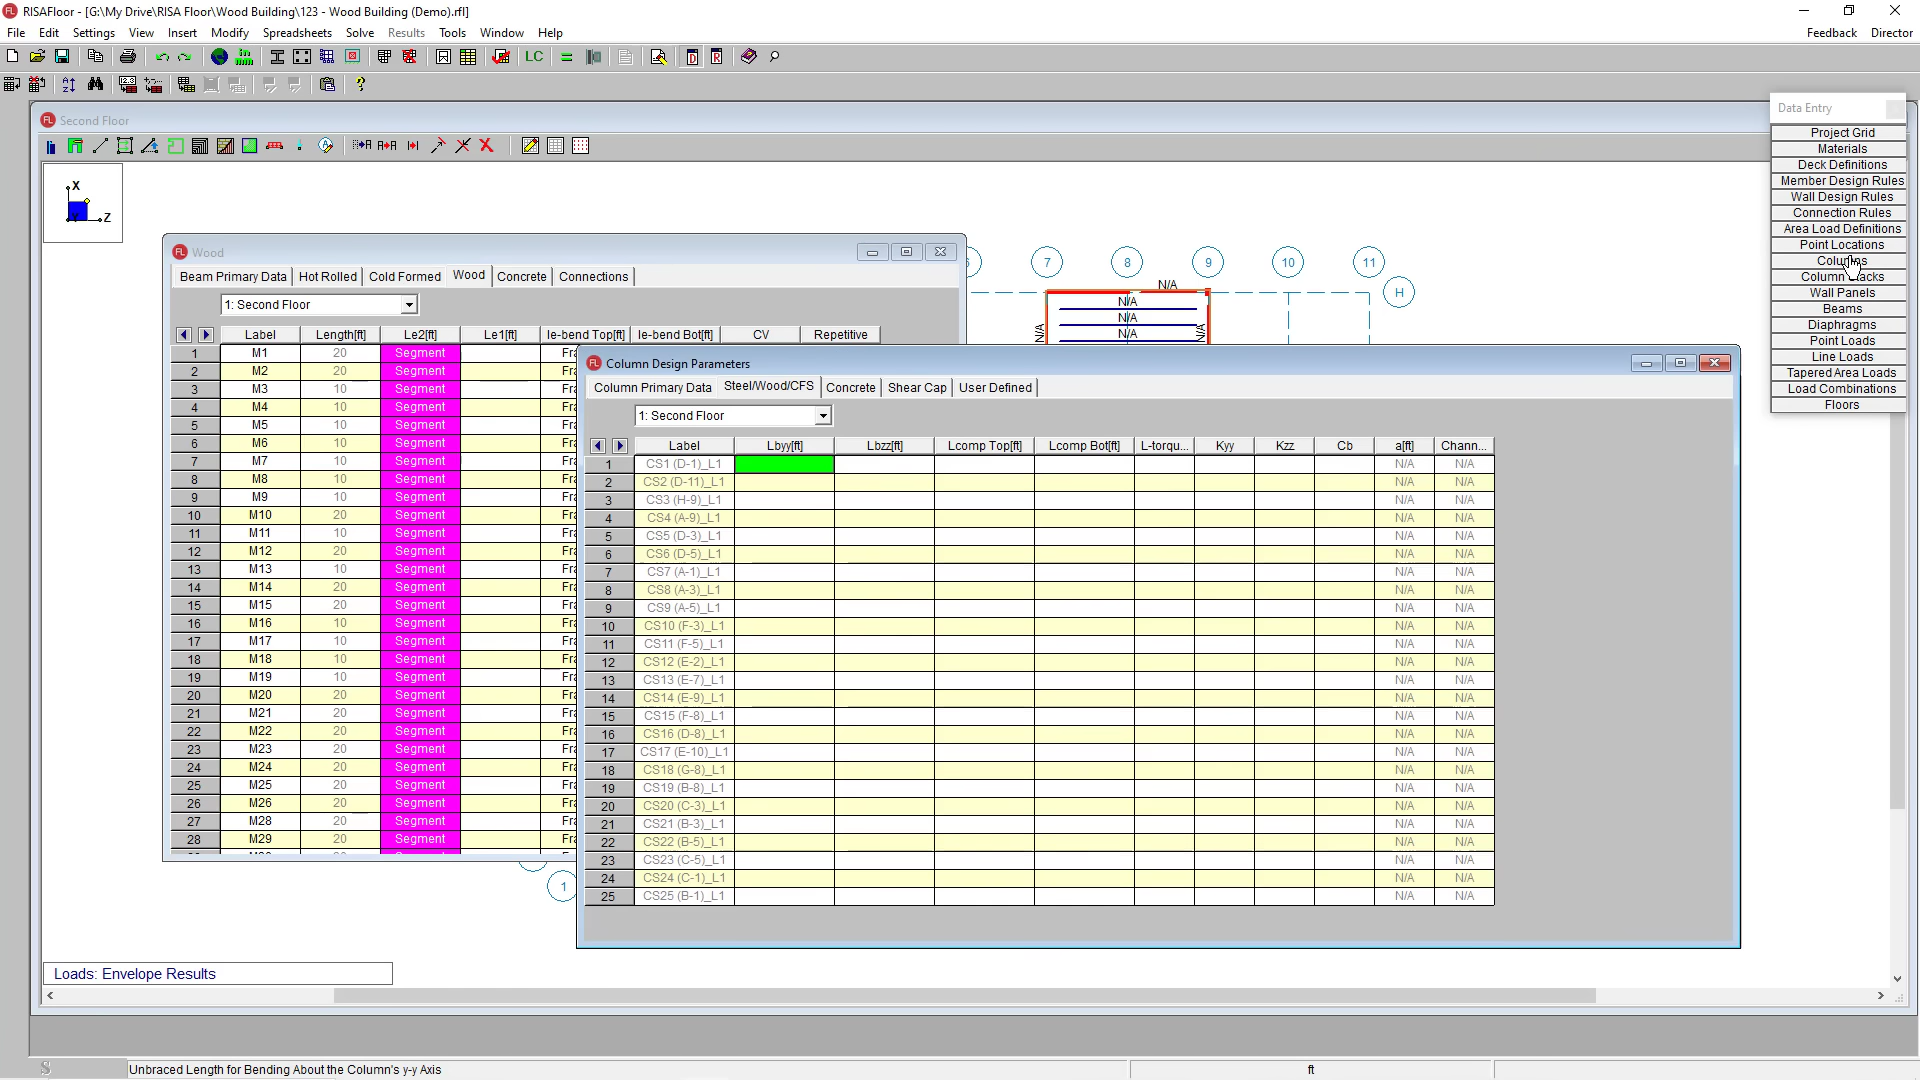 RISAFloor - [G:\My Drive\RISA Floor\Wood Building\123 - Wood Building (Demo).rfl]
File Edit Settings View Insert Modify Spreadsheets Solve Results Tools Window Help Feedback Director
LC D R
Second Floor
X
Y Z
Data Entry
Project Grid
Materials
Deck Definitions
Member Design Rules
Wall Design Rules
Connection Rules
Area Load Definitions
Point Locations
Columns
Wall Panels
Beams
Diaphragms
Point Loads
Line Loads
Tapered Area Loads
Load Combinations
Floors
7 8 9 10 11
H
N/A
N/A
N/A
N/A
N/A N/A
1
Wood
Beam Primary Data Hot Rolled Cold Formed Wood Concrete Connections
1: Second Floor
Label Length[ft] Le2[ft] Le1[ft] le-bend Top[ft] le-bend Bot[ft] CV Repetitive
1 M1 20 Segment
2 M2 20 Segment
3 M3 10 Segment
4 M4 10 Segment
5 M5 10 Segment
6 M6 10 Segment
7 M7 10 Segment
8 M8 10 Segment
9 M9 10 Segment
10 M10 20 Segment
11 M11 10 Segment
12 M12 20 Segment
13 M13 10 Segment
14 M14 20 Segment
15 M15 20 Segment
16 M16 10 Segment
17 M17 10 Segment
18 M18 10 Segment
19 M19 10 Segment
20 M20 20 Segment
21 M21 20 Segment
22 M22 20 Segment
23 M23 20 Segment
24 M24 20 Segment
25 M25 20 Segment
26 M26 20 Segment
27 M28 20 Segment
28 M29 20 Segment
Column Design Parameters
Column Primary Data Steel/Wood/CFS Concrete Shear Cap User Defined
1: Second Floor
Label Lbyy[ft] Lbzz[ft] Lcomp Top[ft] Lcomp Bot[ft] L-torqu... Kyy Kzz Cb a[ft] Chann...
1 CS1 (D-1)_L1 N/A N/A
2 CS2 (D-11)_L1 N/A N/A
3 CS3 (H-9)_L1 N/A N/A
4 CS4 (A-9)_L1 N/A N/A
5 CS5 (D-3)_L1 N/A N/A
6 CS6 (D-5)_L1 N/A N/A
7 CS7 (A-1)_L1 N/A N/A
8 CS8 (A-3)_L1 N/A N/A
9 CS9 (A-5)_L1 N/A N/A
10 CS10 (F-3)_L1 N/A N/A
11 CS11 (F-5)_L1 N/A N/A
12 CS12 (E-2)_L1 N/A N/A
13 CS13 (E-7)_L1 N/A N/A
14 CS14 (E-9)_L1 N/A N/A
15 CS15 (F-8)_L1 N/A N/A
16 CS16 (D-8)_L1 N/A N/A
17 CS17 (E-10)_L1 N/A N/A
18 CS18 (G-8)_L1 N/A N/A
19 CS19 (B-8)_L1 N/A N/A
20 CS20 (C-3)_L1 N/A N/A
21 CS21 (B-3)_L1 N/A N/A
22 CS22 (B-5)_L1 N/A N/A
23 CS23 (C-5)_L1 N/A N/A
24 CS24 (C-1)_L1 N/A N/A
25 CS25 (B-1)_L1 N/A N/A
Loads: Envelope Results
Unbraced Length for Bending About the Column's y-y Axis ft